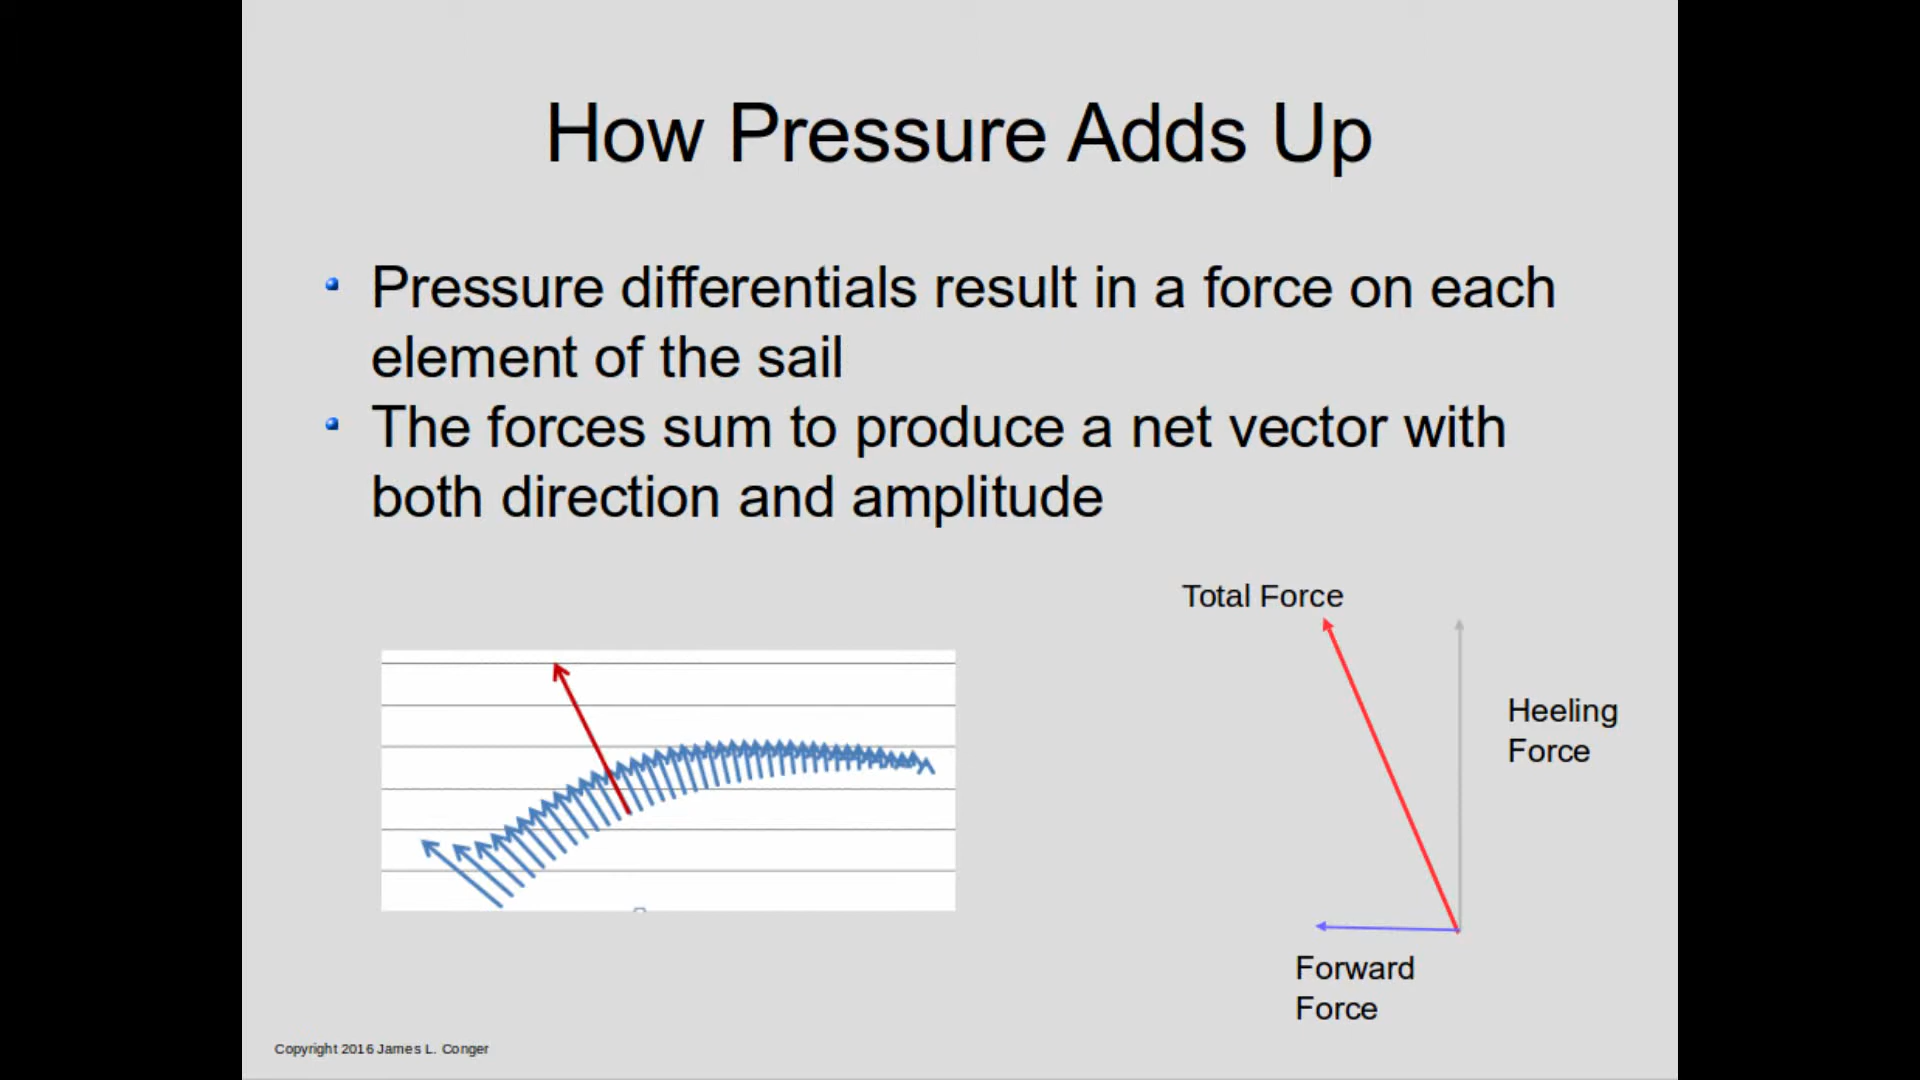 How Pressure Adds Up
Pressure differentials result in a force on each
element of the sail
The forces sum to produce a net vector with
both direction and amplitude
Total Force
Heeling
Force
Forward
Force
Copyright 2016 James L. Conger